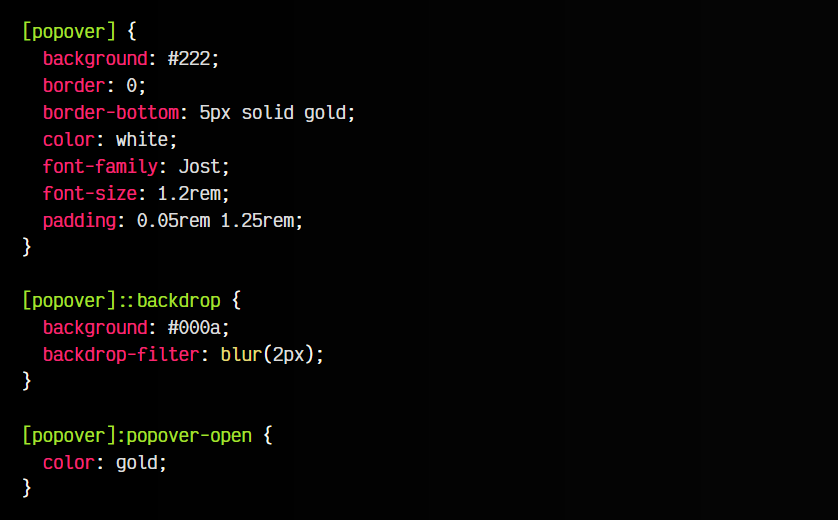 [popover] {
  background: #222;
  border: 0;
  border-bottom: 5px solid gold;
  color: white;
  font-family: Jost;
  font-size: 1.2rem;
  padding: 0.05rem 1.25rem;
}

[popover]::backdrop {
  background: #000a;
  backdrop-filter: blur(2px);
}

[popover]:popover-open {
  color: gold;
}